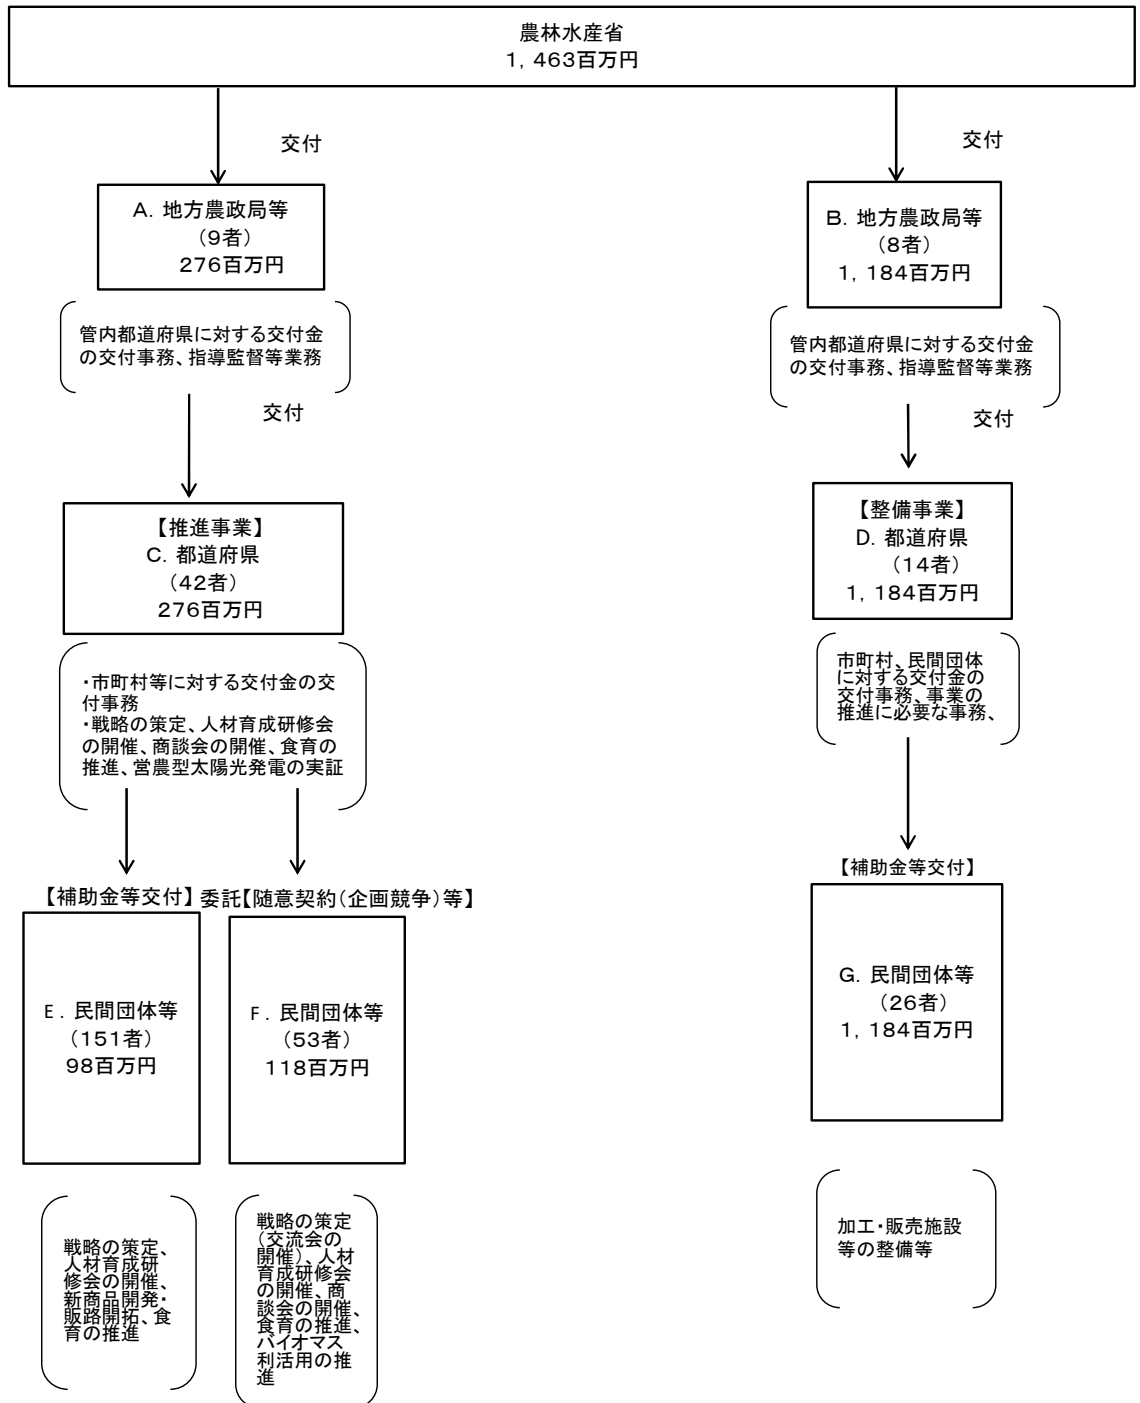 農林水産省
1,463百万円
交付
交付
A. 地方農政局等
(9者)
276百万円
B. 地方農政局等
(8者)
1,184百万円
管内都道府県に対する交付金
の交付事務、指導監督等業務
管内都道府県に対する交付金
の交付事務、指導監督等業務
交付
交付
【推進事業】
C. 都道府県
(42者)
276百万円
【整備事業】
D. 都道府県
(14者)
1,184百万円
・市町村等に対する交付金の交
付事務
・戦略の策定、人材育成研修会
の開催、商談会の開催、食育の
推進、営農型太陽光発電の実証
市町村、民間団体
に対する交付金の
交付事務、事業の
推進に必要な事務、
【補助金等交付】
委託【随意契約(企画競争)等】
【補助金等交付】
E. 民間団体等
(151者)
98百万円
F. 民間団体等
(53者)
118百万円
G. 民間団体等
(26者)
1,184百万円
戦略の策定、
人材育成研
修会の開催、
新商品開発・
販路開拓、食
育の推進
戦略の策定
(交流会の
開催)、人材
育成研修会
の開催、商
談会の開催、
食育の推進、
バイオマス
利活用の推
進
加工・販売施設
等の整備等